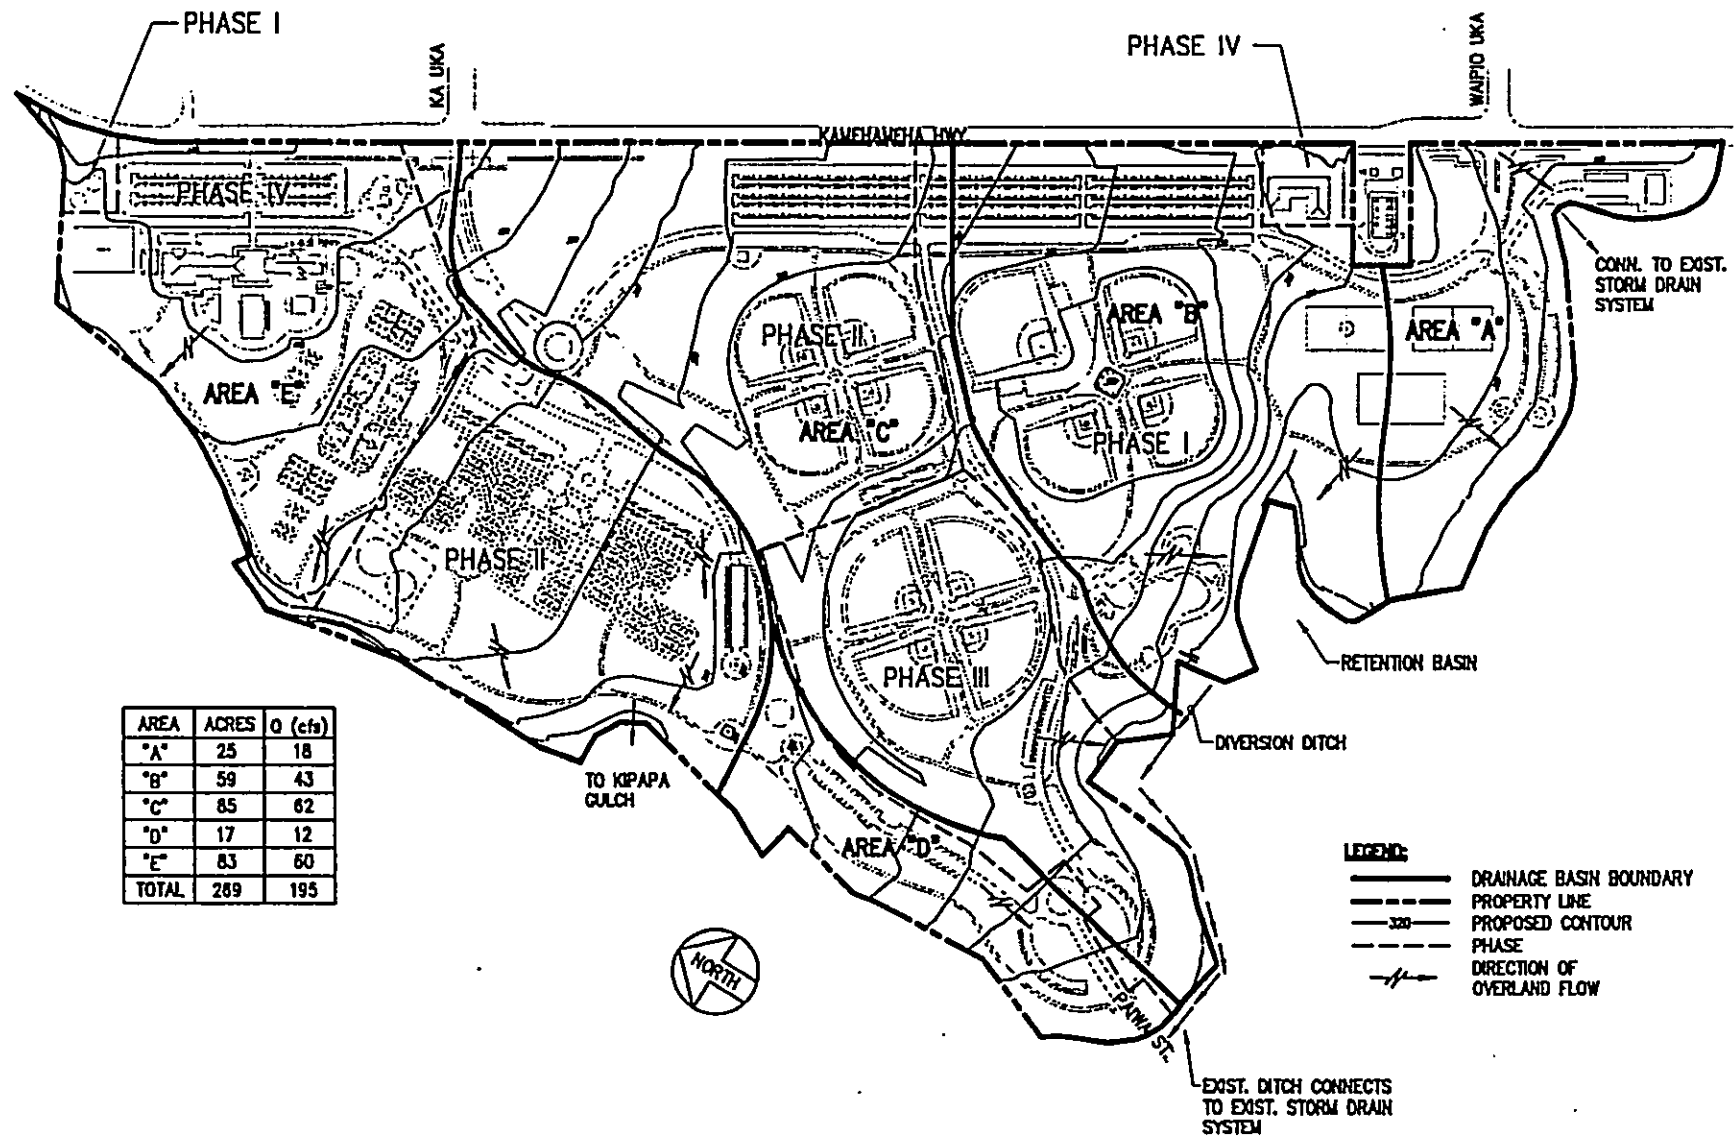 PHASE I
PHASE IV
KA UKA
WAIPIO UKA
KAMEHAMEHA HWY
PHASE IV
CONN. TO EXIST.
STORM DRAIN
SYSTEM
AREA "B"
PHASE II
AREA "A"
AREA "E"
AREA "C"
PHASE I
PHASE II
RETENTION BASIN
PHASE III
DIVERSION DITCH
AREA ACRES Q (cfs)
"A" 25 18
"B" 59 43
"C" 85 62
"D" 17 12
"E" 83 60
TOTAL 269 195
TO KIPAPA
GULCH
AREA "D"
LEGEND:
DRAINAGE BASIN BOUNDARY
PROPERTY LINE
320 PROPOSED CONTOUR
PHASE
DIRECTION OF
OVERLAND FLOW
NORTH
PAIWA ST.
EXIST. DITCH CONNECTS
TO EXIST. STORM DRAIN
SYSTEM